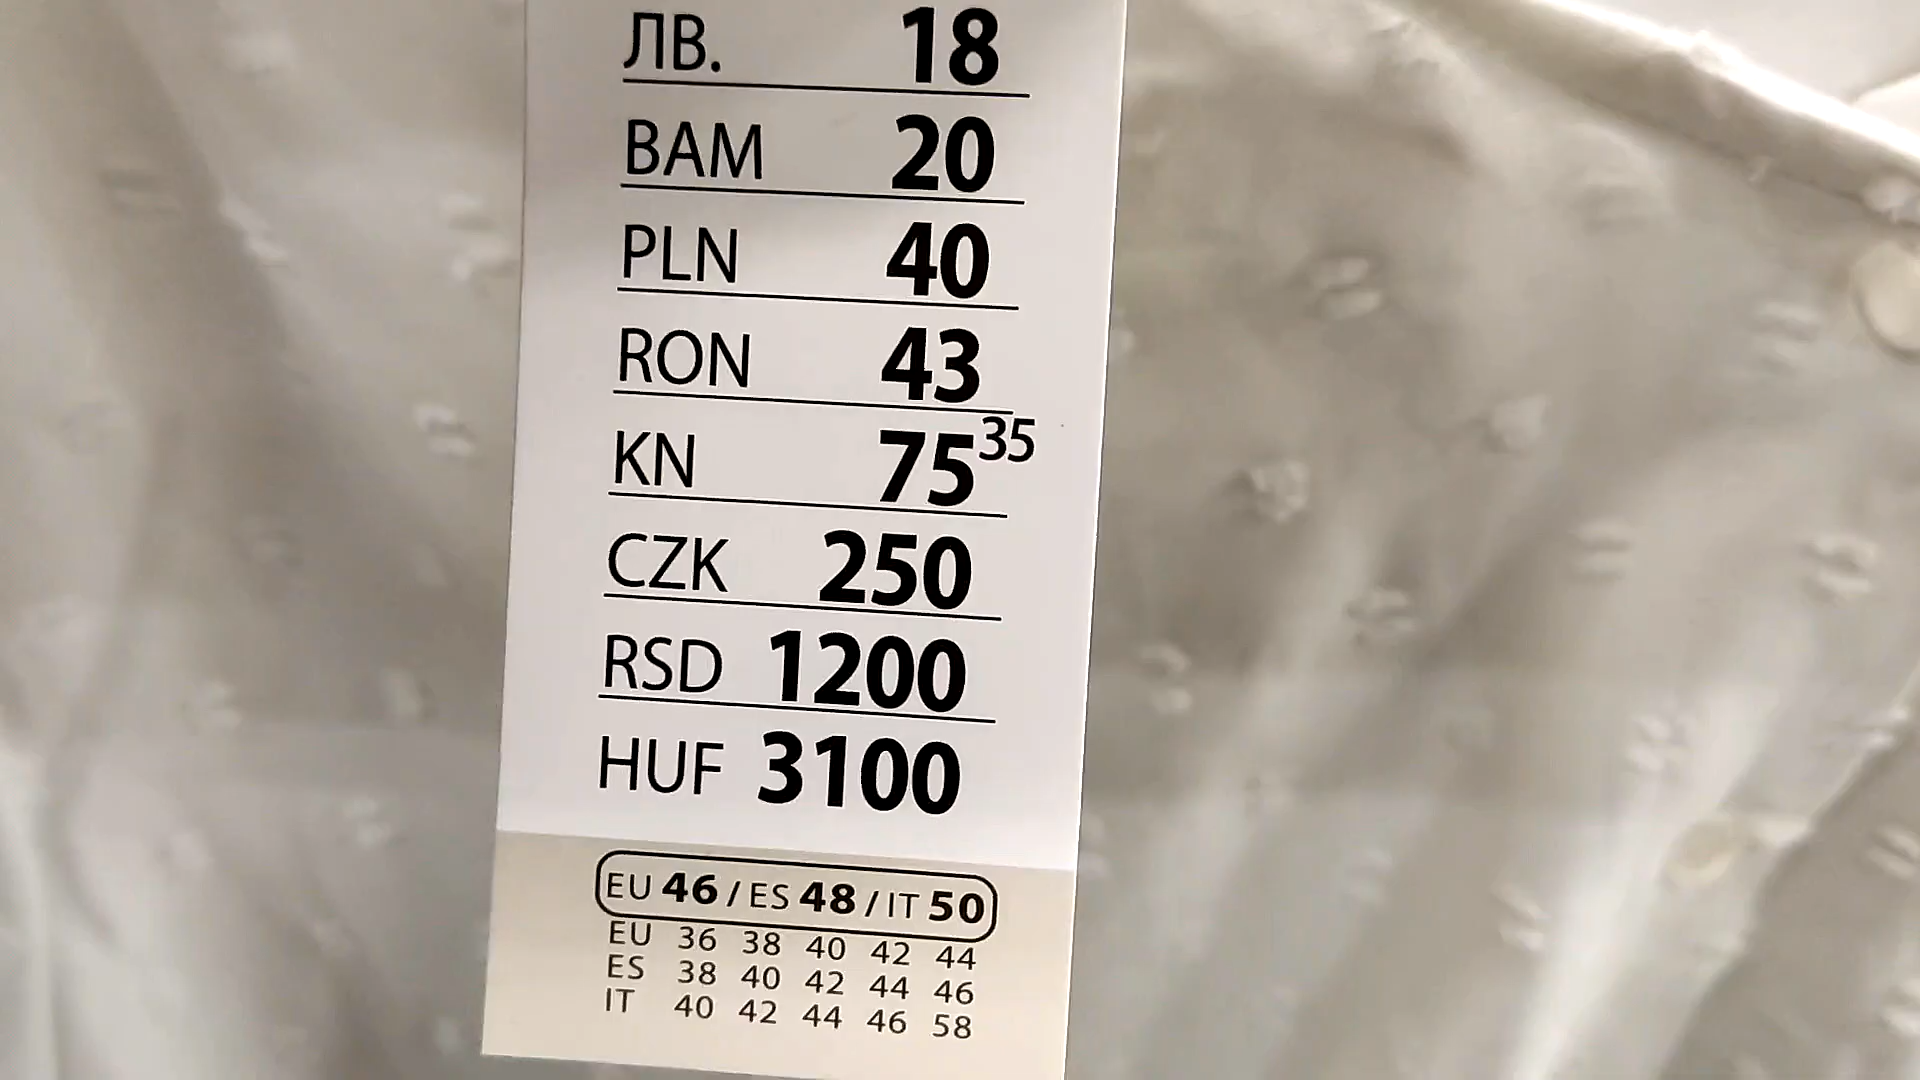 ЛВ. 18
BAM 20
PLN 40
RON 43
KN 75 35
CZK 250
RSD 1200
HUF 3100
EU 46 / ES 48 / IT 50
EU 36 38 40 42 44
ES 38 40 42 44 46
IT 40 42 44 46 58